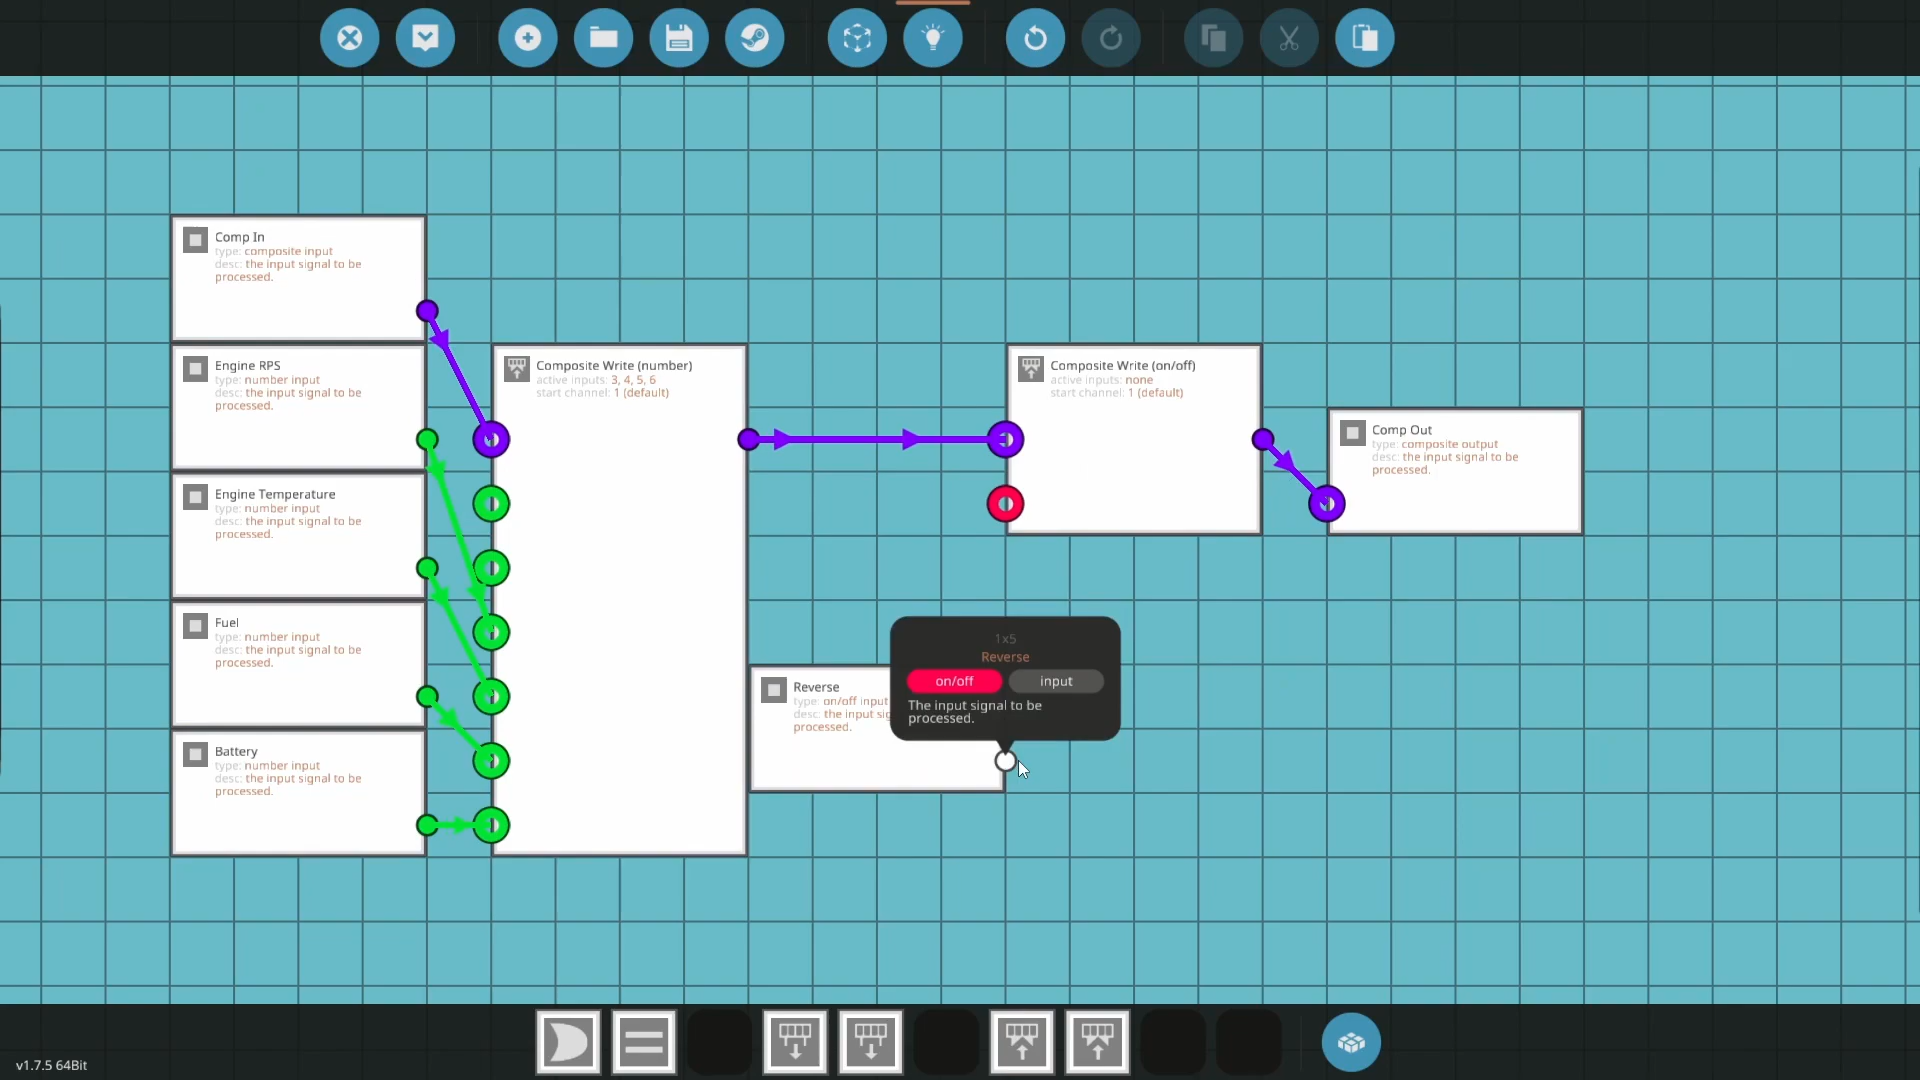 Comp In
type: composite input
desc: the input signal to be
processed.
Engine RPS
type: number input
desc: the input signal to be
processed.
Engine Temperature
type: number input
desc: the input signal to be
processed.
Fuel
type: number input
desc: the input signal to be
processed.
Battery
type: number input
desc: the input signal to be
processed.
Composite Write (number)
active inputs: 3, 4, 5, 6
start channel: 1 (default)
Reverse
type: on/off input
desc: the input
processed.
1x5
Reverse
on/off input
The input signal to be
processed.
Composite Write (on/off)
active inputs: none
start channel: 1 (default)
Comp Out
type: composite output
desc: the input signal to be
processed.
v1.7.5 64Bit